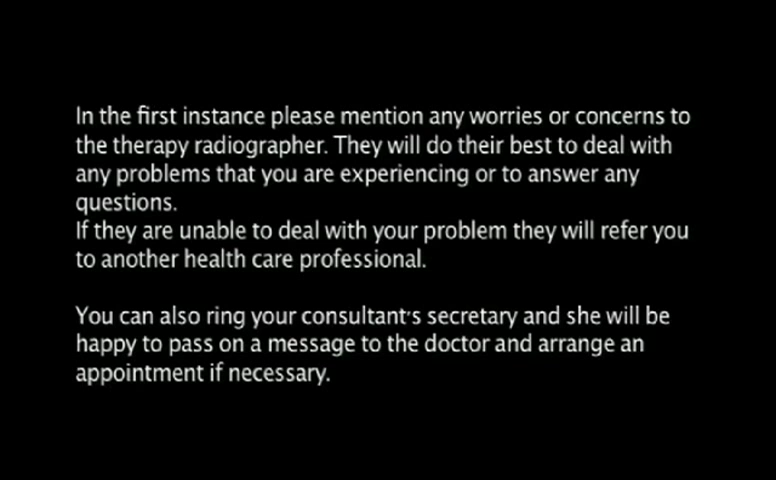 In the first instance please mention any worries or concerns to
the therapy radiographer. They will do their best to deal with
any problems that you are experiencing or to answer any
questions.
If they are unable to deal with your problem they will refer you
to another health care professional.
You can also ring your consultant's secretary and she will be
happy to pass on a message to the doctor and arrange an
appointment if necessary.